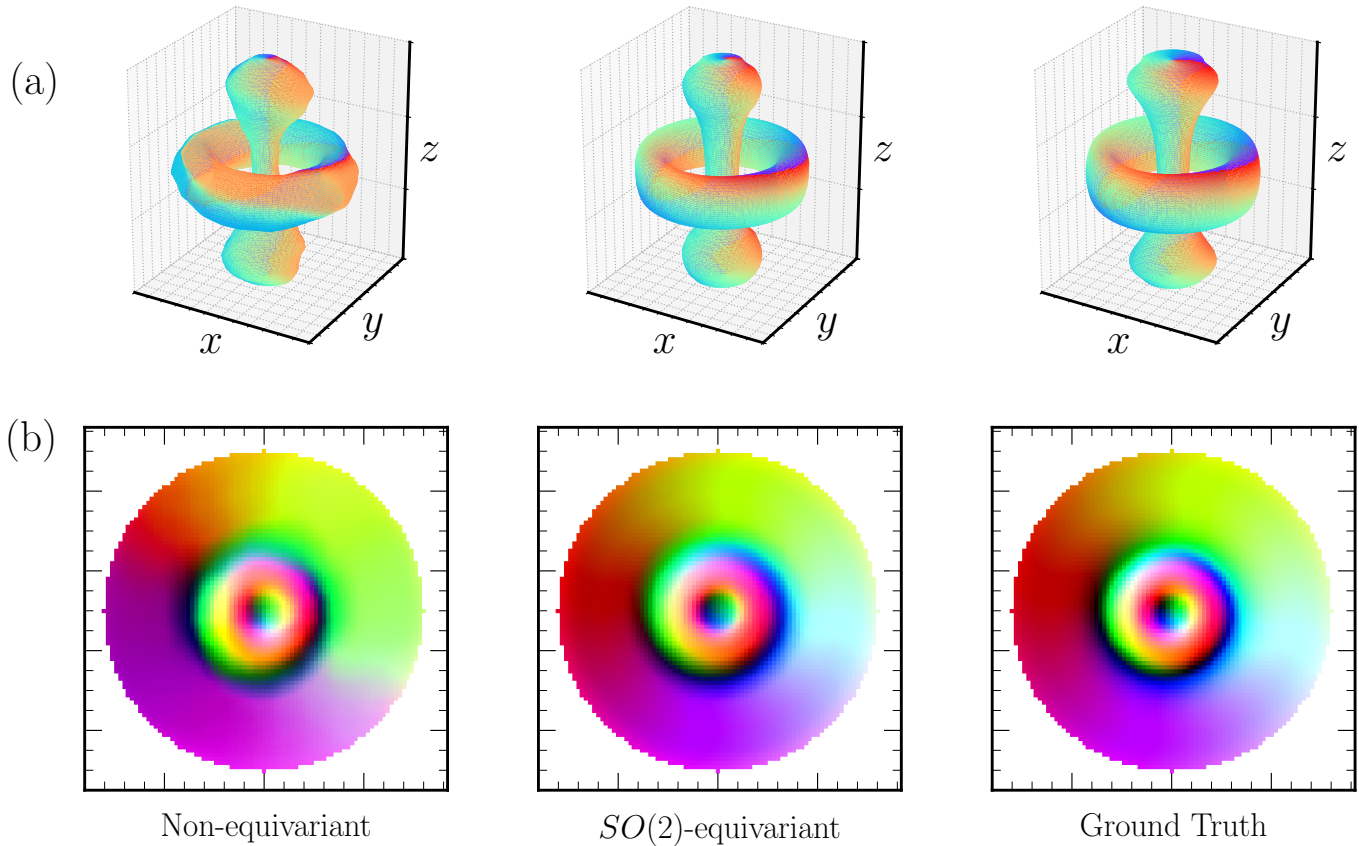 (a)
z
z
z
y
y
y
x
x
x
(b)
Non-equivariant
SO(2)-equivariant
Ground Truth